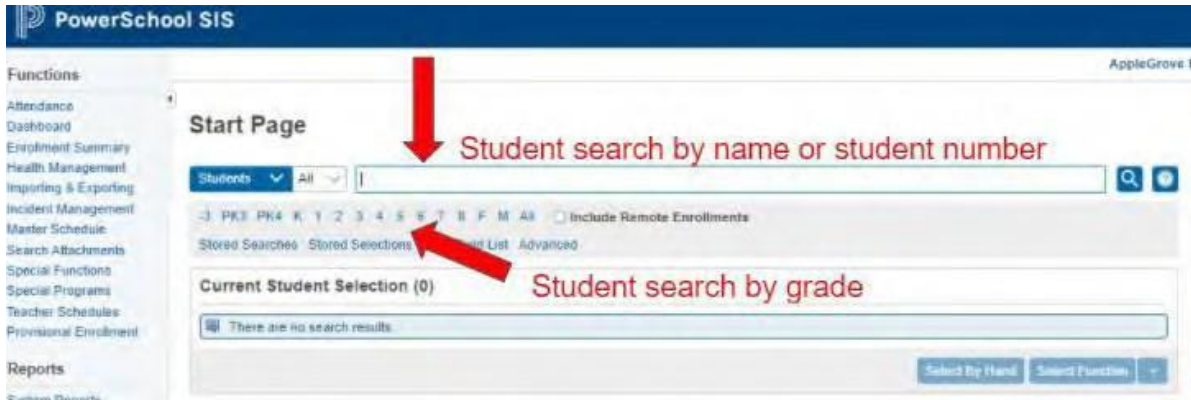 PowerSchool SIS
AppleGrove
Functions
Attendance
Dashboard
Enrollment Summary
Health Management
Importing & Exporting
Incident Management
Master Schedule
Search Attachments
Special Functions
Special Programs
Teacher Schedules
Provisional Enrollment
Reports
System Reports
Start Page
Student search by name or student number
Students All
-3 PK3 PK4 K 1 2 3 4 5 6 7 8 F M All Include Remote Enrollments
Stored Searches Stored Selections List Advanced
Student search by grade
Current Student Selection (0)
There are no search results.
Select By Hand Select Function